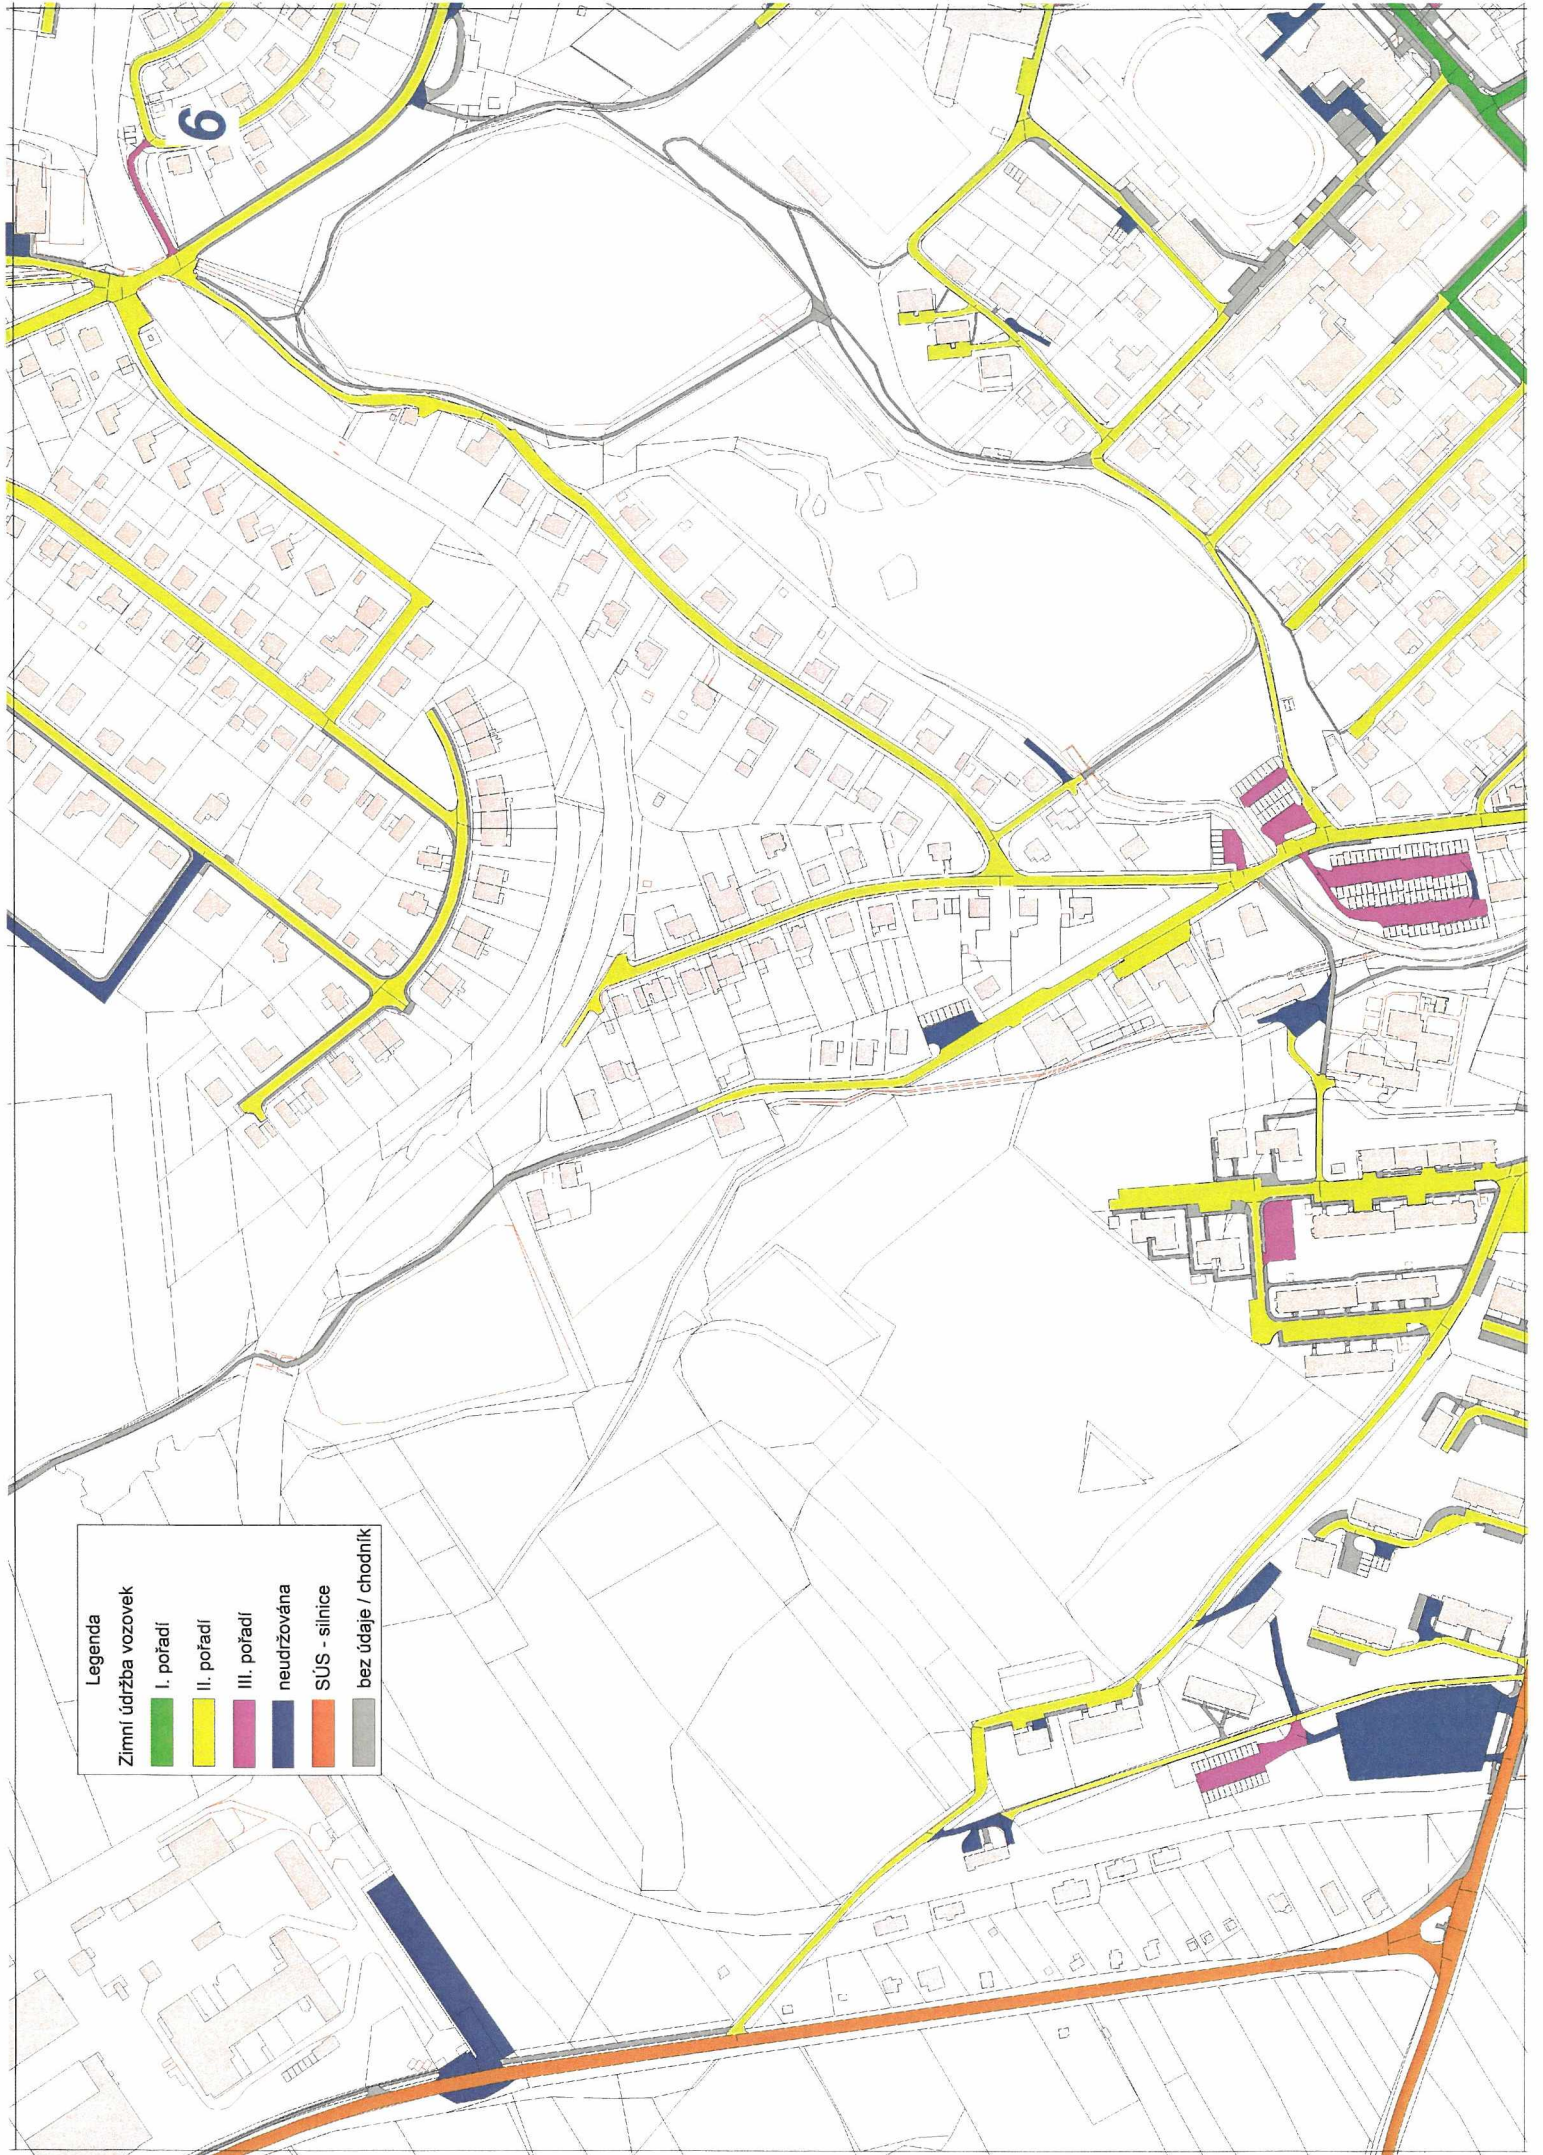 Legenda
Zimní údržba vozovek
I. pořadí
II. pořadí
III. pořadí
neudržována
SÚS - silnice
bez údaje / chodník
6